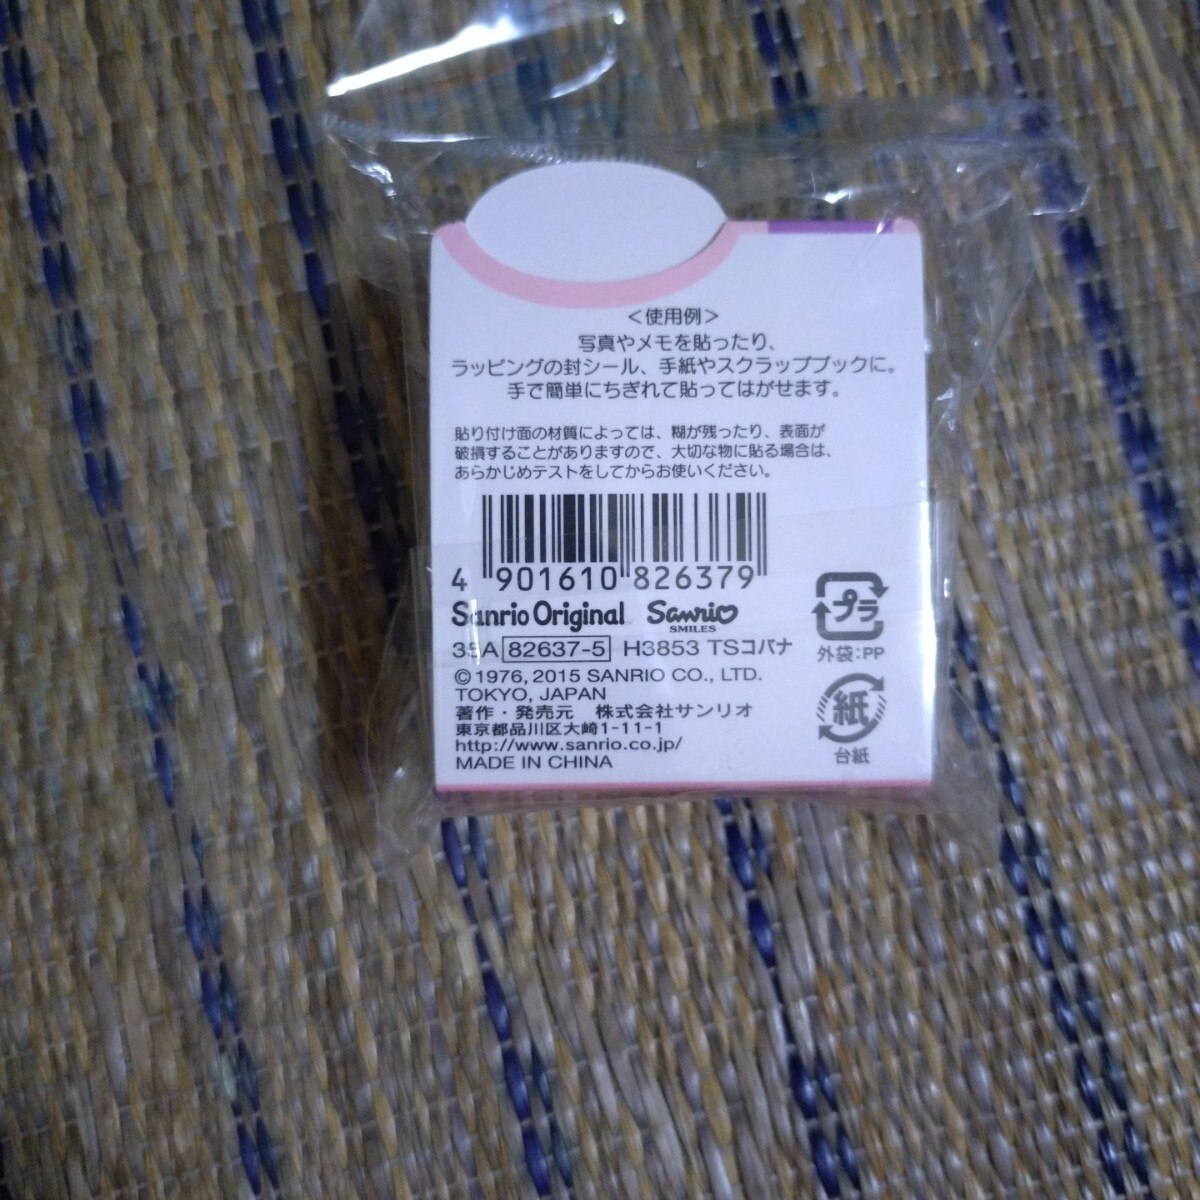 ＜使用例＞
写真やメモを貼ったり、
ラッピングの封シール、手紙やスクラップブックに。
手で簡単にちぎれて貼ってはがせます。
貼り付け面の材質によっては、糊が残ったり、表面が
破損することがありますので、大切な物に貼る場合は、
あらかじめテストをしてからお使いください。
4 901610 826379
Sanrio Original Sanrio
SMILES
35A 82637-5 H3853 TSコバナ
©1976, 2015 SANRIO CO., LTD.
TOKYO, JAPAN
著作・発売元 株式会社サンリオ
東京都品川区大崎1-11-1
http://www.sanrio.co.jp/
MADE IN CHINA
プラ
外袋:PP
紙
台紙